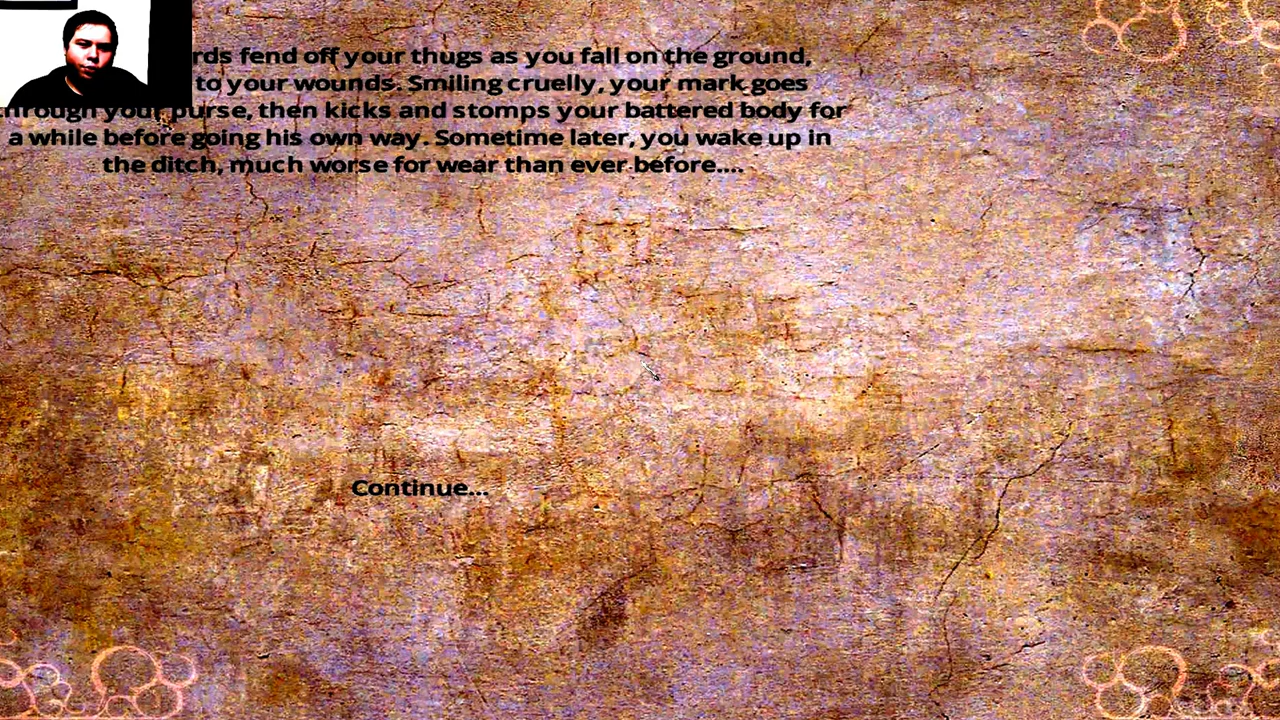 fend off your thugs as you fall on the ground,
to your wounds. Smiling cruelly, your mark goes
through your purse, then kicks and stomps your battered body for
a while before going his own way. Sometime later, you wake up in
the ditch, much worse for wear than ever before....
Continue...